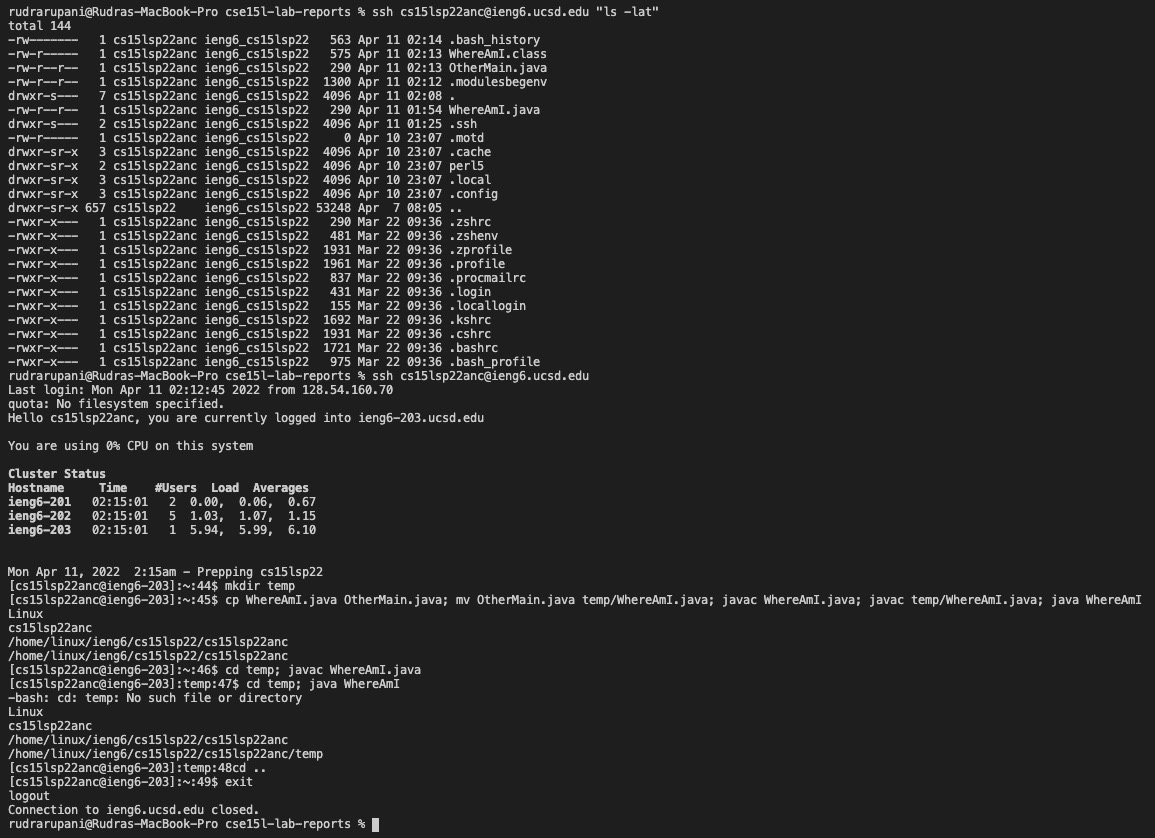 rudrarupani@Rudras-MacBook-Pro cse15l-lab-reports % ssh cs15lsp22anc@ieng6.ucsd.edu "ls -lat"
total 144
-rw-------   1 cs15lsp22anc ieng6_cs15lsp22   563 Apr 11 02:14 .bash_history
-rw-r-----   1 cs15lsp22anc ieng6_cs15lsp22   575 Apr 11 02:13 WhereAmI.class
-rw-r--r--   1 cs15lsp22anc ieng6_cs15lsp22   290 Apr 11 02:13 OtherMain.java
-rw-r--r--   1 cs15lsp22anc ieng6_cs15lsp22  1300 Apr 11 02:12 .modulesbegenv
drwxr-s---   7 cs15lsp22anc ieng6_cs15lsp22  4096 Apr 11 02:08 .
-rw-r--r--   1 cs15lsp22anc ieng6_cs15lsp22   290 Apr 11 01:54 WhereAmI.java
drwxr-s---   2 cs15lsp22anc ieng6_cs15lsp22  4096 Apr 11 01:25 .ssh
-rw-r-----   1 cs15lsp22anc ieng6_cs15lsp22     0 Apr 10 23:07 .motd
drwxr-sr-x   3 cs15lsp22anc ieng6_cs15lsp22  4096 Apr 10 23:07 .cache
drwxr-sr-x   2 cs15lsp22anc ieng6_cs15lsp22  4096 Apr 10 23:07 perl5
drwxr-sr-x   3 cs15lsp22anc ieng6_cs15lsp22  4096 Apr 10 23:07 .local
drwxr-sr-x   3 cs15lsp22anc ieng6_cs15lsp22  4096 Apr 10 23:07 .config
drwxr-sr-x 657 cs15lsp22    ieng6_cs15lsp22 53248 Apr  7 08:05 ..
-rwxr-x---   1 cs15lsp22anc ieng6_cs15lsp22   290 Mar 22 09:36 .zshrc
-rwxr-x---   1 cs15lsp22anc ieng6_cs15lsp22   481 Mar 22 09:36 .zshenv
-rwxr-x---   1 cs15lsp22anc ieng6_cs15lsp22  1931 Mar 22 09:36 .zprofile
-rwxr-x---   1 cs15lsp22anc ieng6_cs15lsp22  1961 Mar 22 09:36 .profile
-rwxr-x---   1 cs15lsp22anc ieng6_cs15lsp22   837 Mar 22 09:36 .procmailrc
-rwxr-x---   1 cs15lsp22anc ieng6_cs15lsp22   431 Mar 22 09:36 .login
-rwxr-x---   1 cs15lsp22anc ieng6_cs15lsp22   155 Mar 22 09:36 .locallogin
-rwxr-x---   1 cs15lsp22anc ieng6_cs15lsp22  1692 Mar 22 09:36 .kshrc
-rwxr-x---   1 cs15lsp22anc ieng6_cs15lsp22  1931 Mar 22 09:36 .cshrc
-rwxr-x---   1 cs15lsp22anc ieng6_cs15lsp22  1721 Mar 22 09:36 .bashrc
-rwxr-x---   1 cs15lsp22anc ieng6_cs15lsp22   975 Mar 22 09:36 .bash_profile
rudrarupani@Rudras-MacBook-Pro cse15l-lab-reports % ssh cs15lsp22anc@ieng6.ucsd.edu
Last login: Mon Apr 11 02:12:45 2022 from 128.54.160.70
quota: No filesystem specified.
Hello cs15lsp22anc, you are currently logged into ieng6-203.ucsd.edu
You are using 0% CPU on this system
Cluster Status
Hostname     Time    #Users  Load  Averages
ieng6-201   02:15:01   2  0.00,  0.06,  0.67
ieng6-202   02:15:01   5  1.03,  1.07,  1.15
ieng6-203   02:15:01   1  5.94,  5.99,  6.10
Mon Apr 11, 2022  2:15am - Prepping cs15lsp22
[cs15lsp22anc@ieng6-203]:~:44$ mkdir temp
[cs15lsp22anc@ieng6-203]:~:45$ cp WhereAmI.java OtherMain.java; mv OtherMain.java temp/WhereAmI.java; javac WhereAmI.java; javac temp/WhereAmI.java; java WhereAmI
Linux
cs15lsp22anc
/home/linux/ieng6/cs15lsp22/cs15lsp22anc
/home/linux/ieng6/cs15lsp22/cs15lsp22anc
[cs15lsp22anc@ieng6-203]:~:46$ cd temp; javac WhereAmI.java
[cs15lsp22anc@ieng6-203]:temp:47$ cd temp; java WhereAmI
-bash: cd: temp: No such file or directory
Linux
cs15lsp22anc
/home/linux/ieng6/cs15lsp22/cs15lsp22anc
/home/linux/ieng6/cs15lsp22/cs15lsp22anc/temp
[cs15lsp22anc@ieng6-203]:temp:48cd ..
[cs15lsp22anc@ieng6-203]:~:49$ exit
logout
Connection to ieng6.ucsd.edu closed.
rudrarupani@Rudras-MacBook-Pro cse15l-lab-reports %